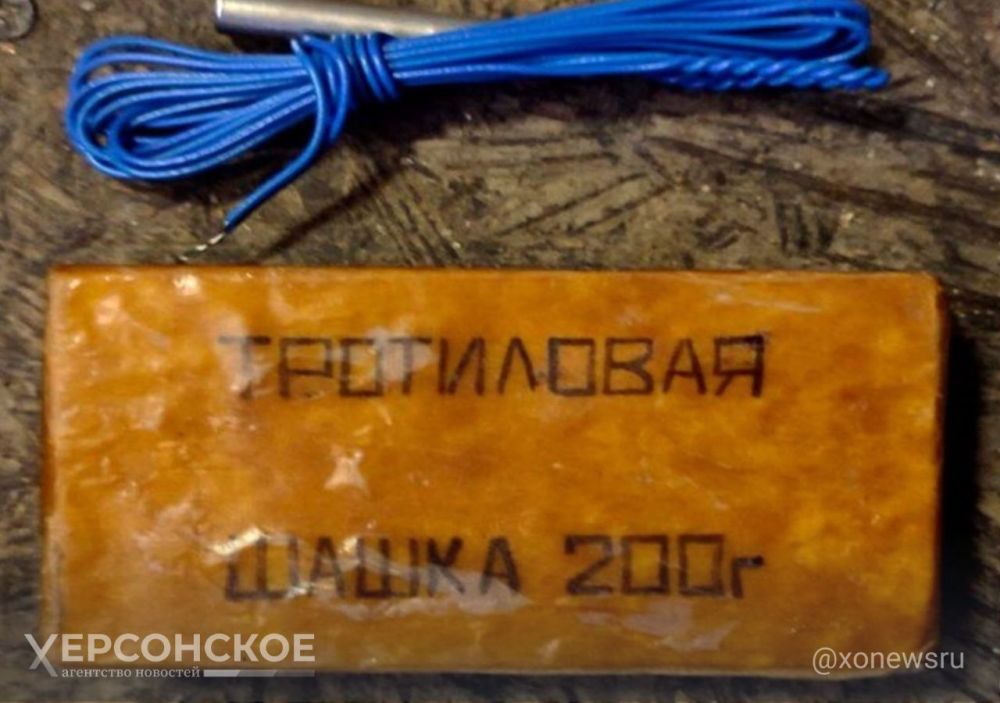 ТРОТИЛОВАЯ
ШАШКА 200г
ХЕРСОНСКОЕ
агентство новостей
@xonewsru